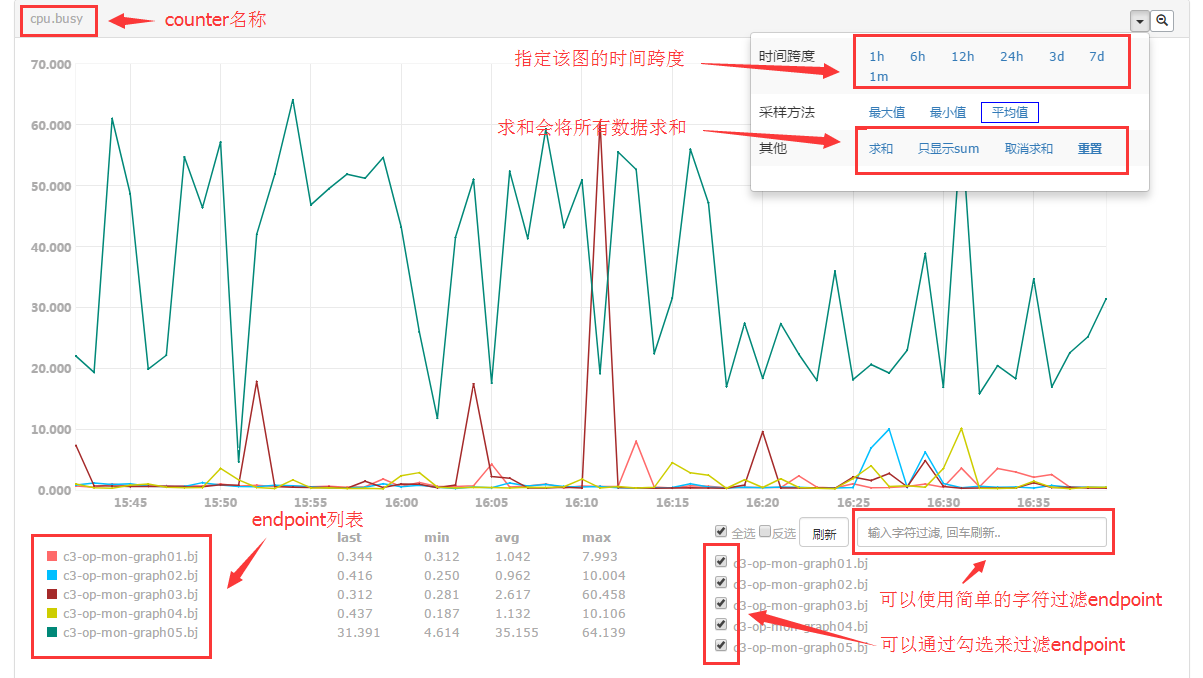 cpu.busy
counter名称
指定该图的时间跨度
时间跨度 1h 6h 12h 24h 3d 7d
1m
采样方法 最大值 最小值 平均值
求和会将所有数据求和
其他 求和 只显示sum 取消求和 重置
70.000
60.000
50.000
40.000
30.000
20.000
10.000
0.000
15:45 15:50 15:55 16:00 16:05 16:10 16:15 16:20 16:25 16:30 16:35
endpoint列表
last min avg max
c3-op-mon-graph01.bj 0.344 0.312 1.042 7.993
c3-op-mon-graph02.bj 0.416 0.250 0.962 10.004
c3-op-mon-graph03.bj 0.312 0.281 2.617 60.458
c3-op-mon-graph04.bj 0.437 0.187 1.132 10.106
c3-op-mon-graph05.bj 31.391 4.614 35.155 64.139
全选 反选 刷新 输入字符过滤, 回车刷新..
c3-op-mon-graph01.bj
c3-op-mon-graph02.bj
c3-op-mon-graph03.bj
c3-op-mon-graph04.bj
c3-op-mon-graph05.bj
可以使用简单的字符过滤endpoint
可以通过勾选来过滤endpoint